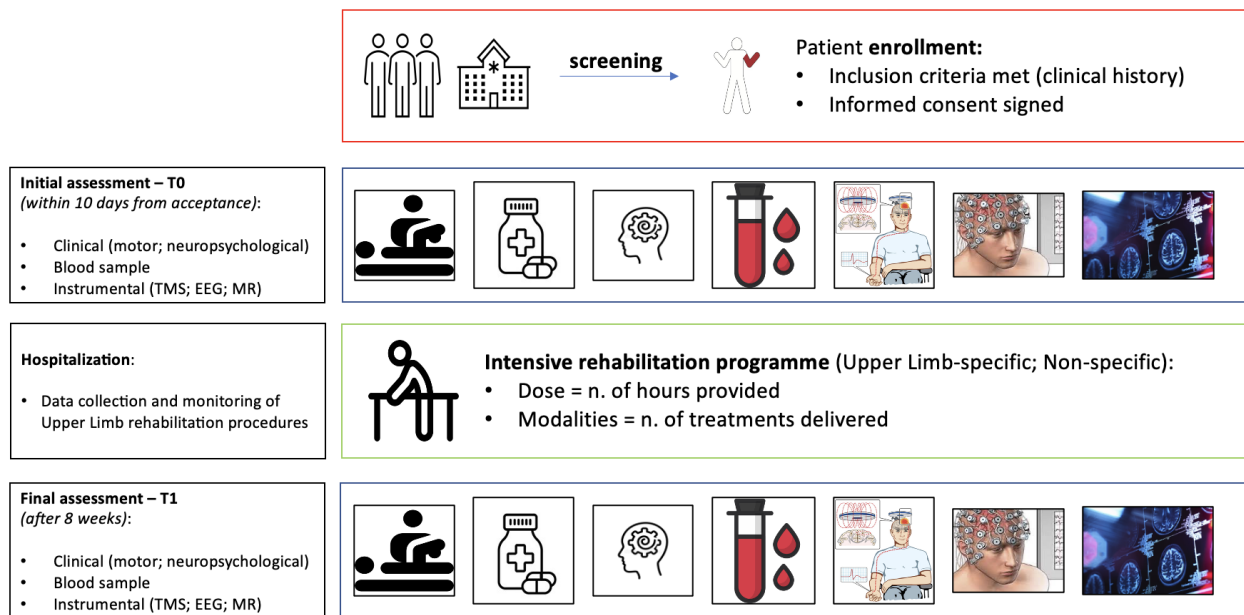 screening
Patient enrollment:
• Inclusion criteria met (clinical history)
• Informed consent signed
Initial assessment – T0
(within 10 days from acceptance):
• Clinical (motor; neuropsychological)
• Blood sample
• Instrumental (TMS; EEG; MR)
Hospitalization:
• Data collection and monitoring of
Upper Limb rehabilitation procedures
Intensive rehabilitation programme (Upper Limb-specific; Non-specific):
• Dose = n. of hours provided
• Modalities = n. of treatments delivered
Final assessment – T1
(after 8 weeks):
• Clinical (motor; neuropsychological)
• Blood sample
• Instrumental (TMS; EEG; MR)